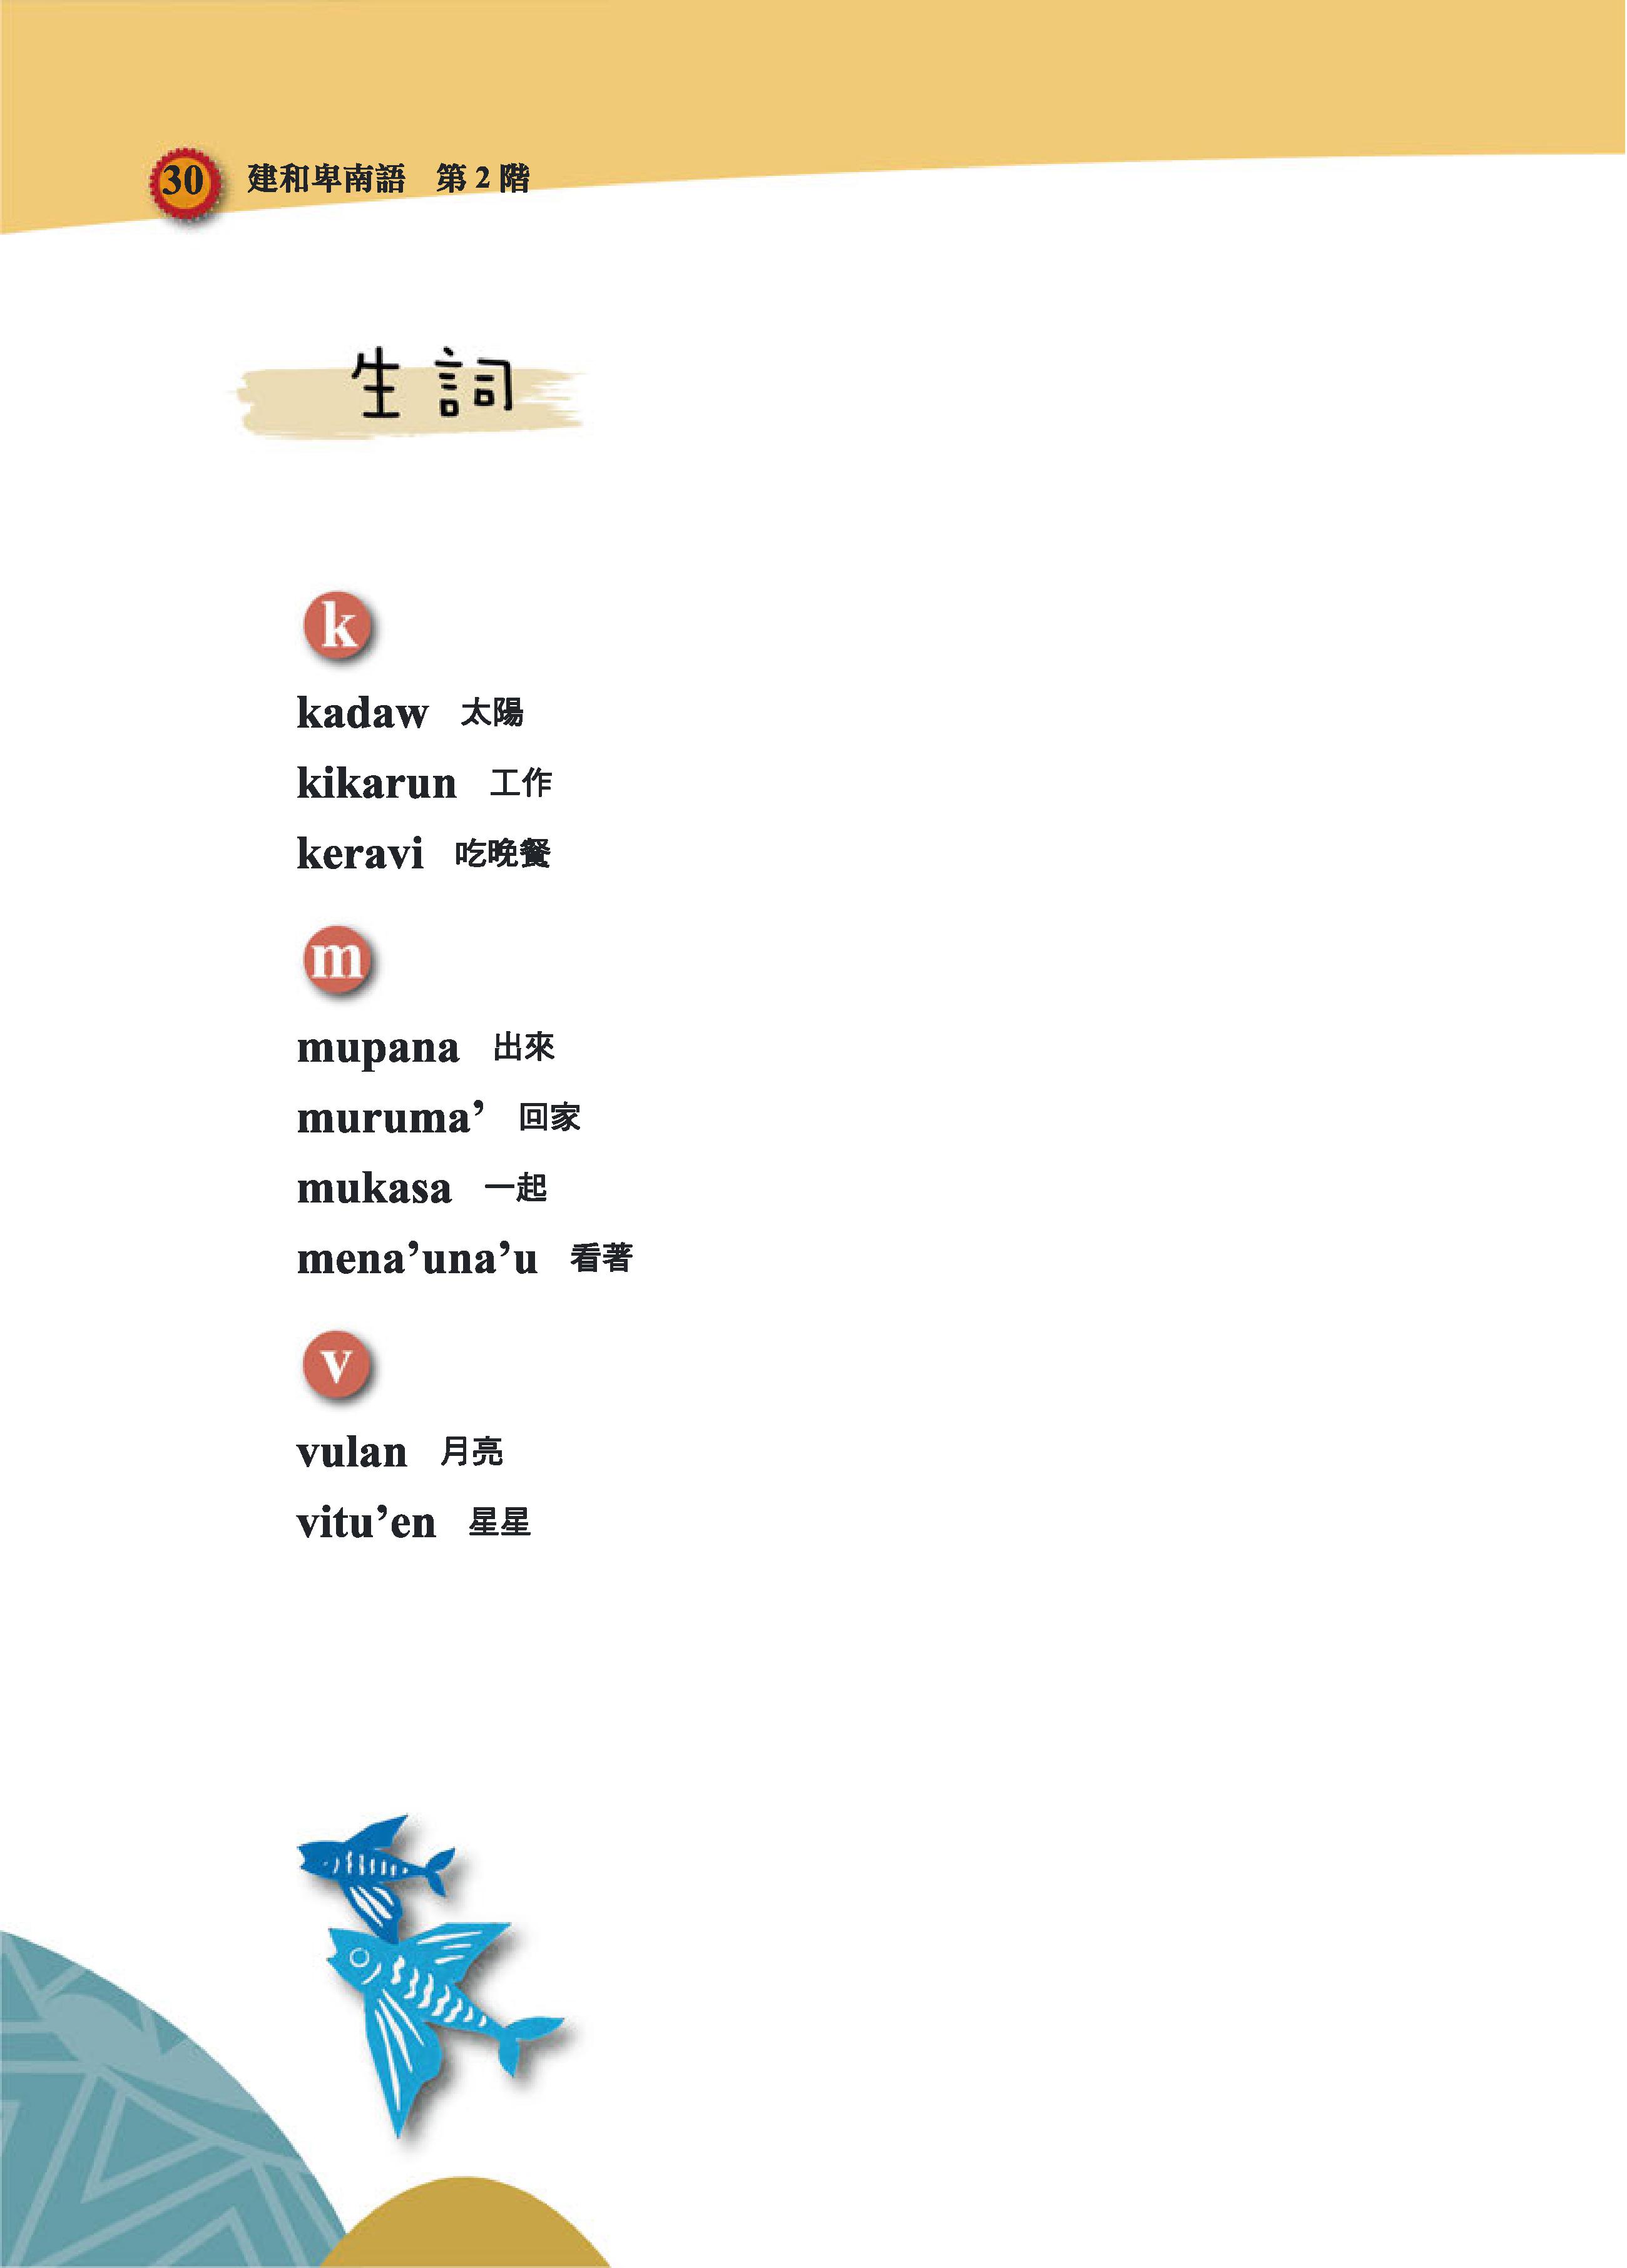 30 建和卑南語 第2階
生詞
k
kadaw 太陽
kikarun 工作
keravi 吃晚餐
m
mupana 出來
muruma’ 回家
mukasa 一起
mena’una’u 看著
v
vulan 月亮
vitu’en 星星